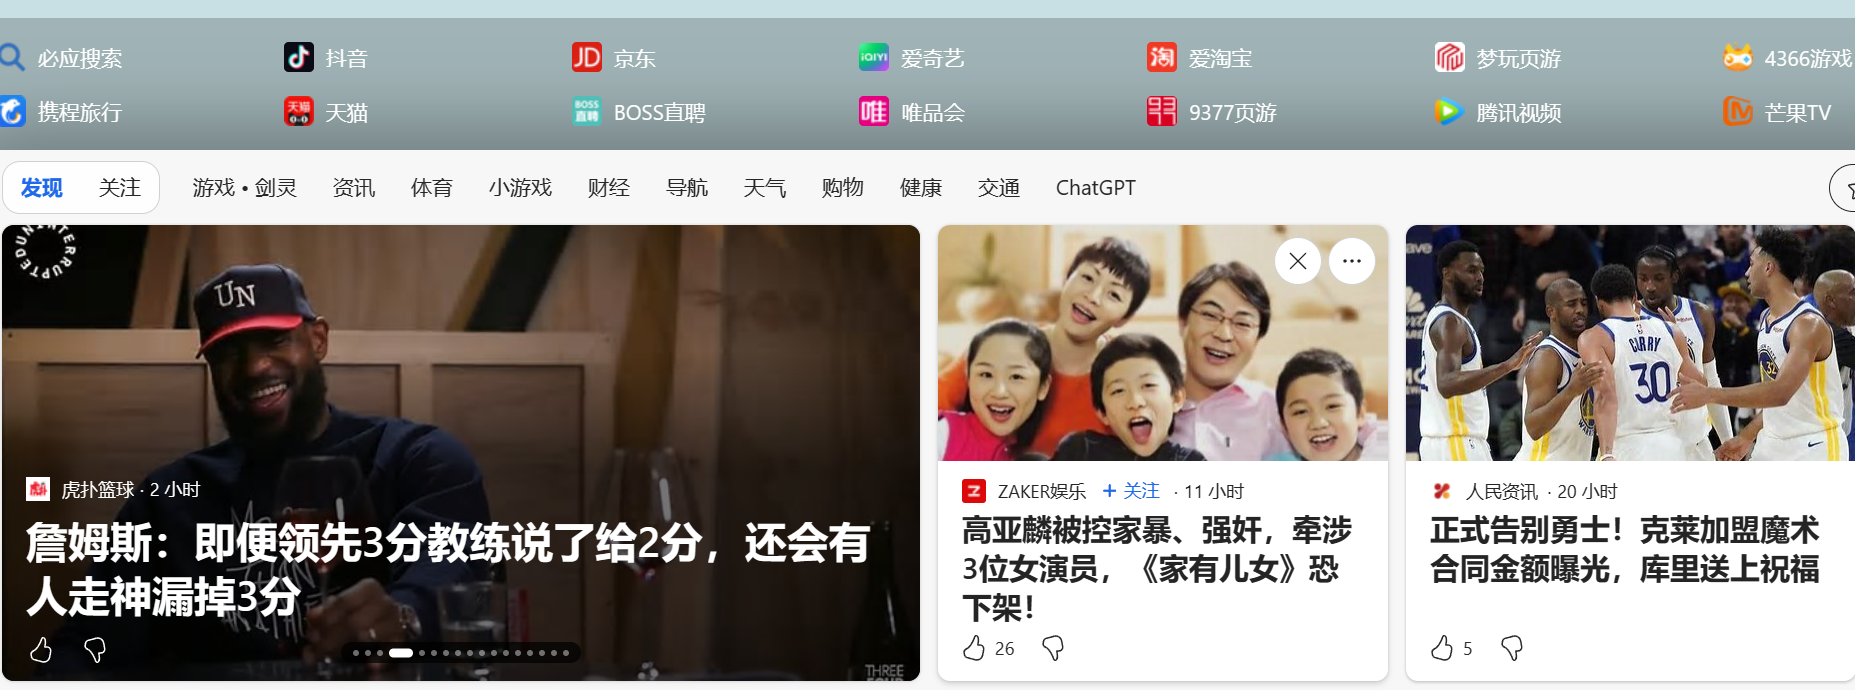 必应搜索
抖音
京东
爱奇艺
爱淘宝
梦玩页游
4366游戏
携程旅行
天猫
BOSS直聘
唯品会
9377页游
腾讯视频
芒果TV
发现
关注
游戏 • 剑灵
资讯
体育
小游戏
财经
导航
天气
购物
健康
交通
ChatGPT
UNINTERRUPTED
UN
虎扑篮球 · 2 小时
詹姆斯：即便领先3分教练说了给2分，还会有
人走神漏掉3分
THREE
ZAKER娱乐 + 关注 · 11 小时
高亚麟被控家暴、强奸，牵涉
3位女演员，《家有儿女》恐
下架！
26
CURRY
30
人民资讯 · 20 小时
正式告别勇士！克莱加盟魔术
合同金额曝光，库里送上祝福
5